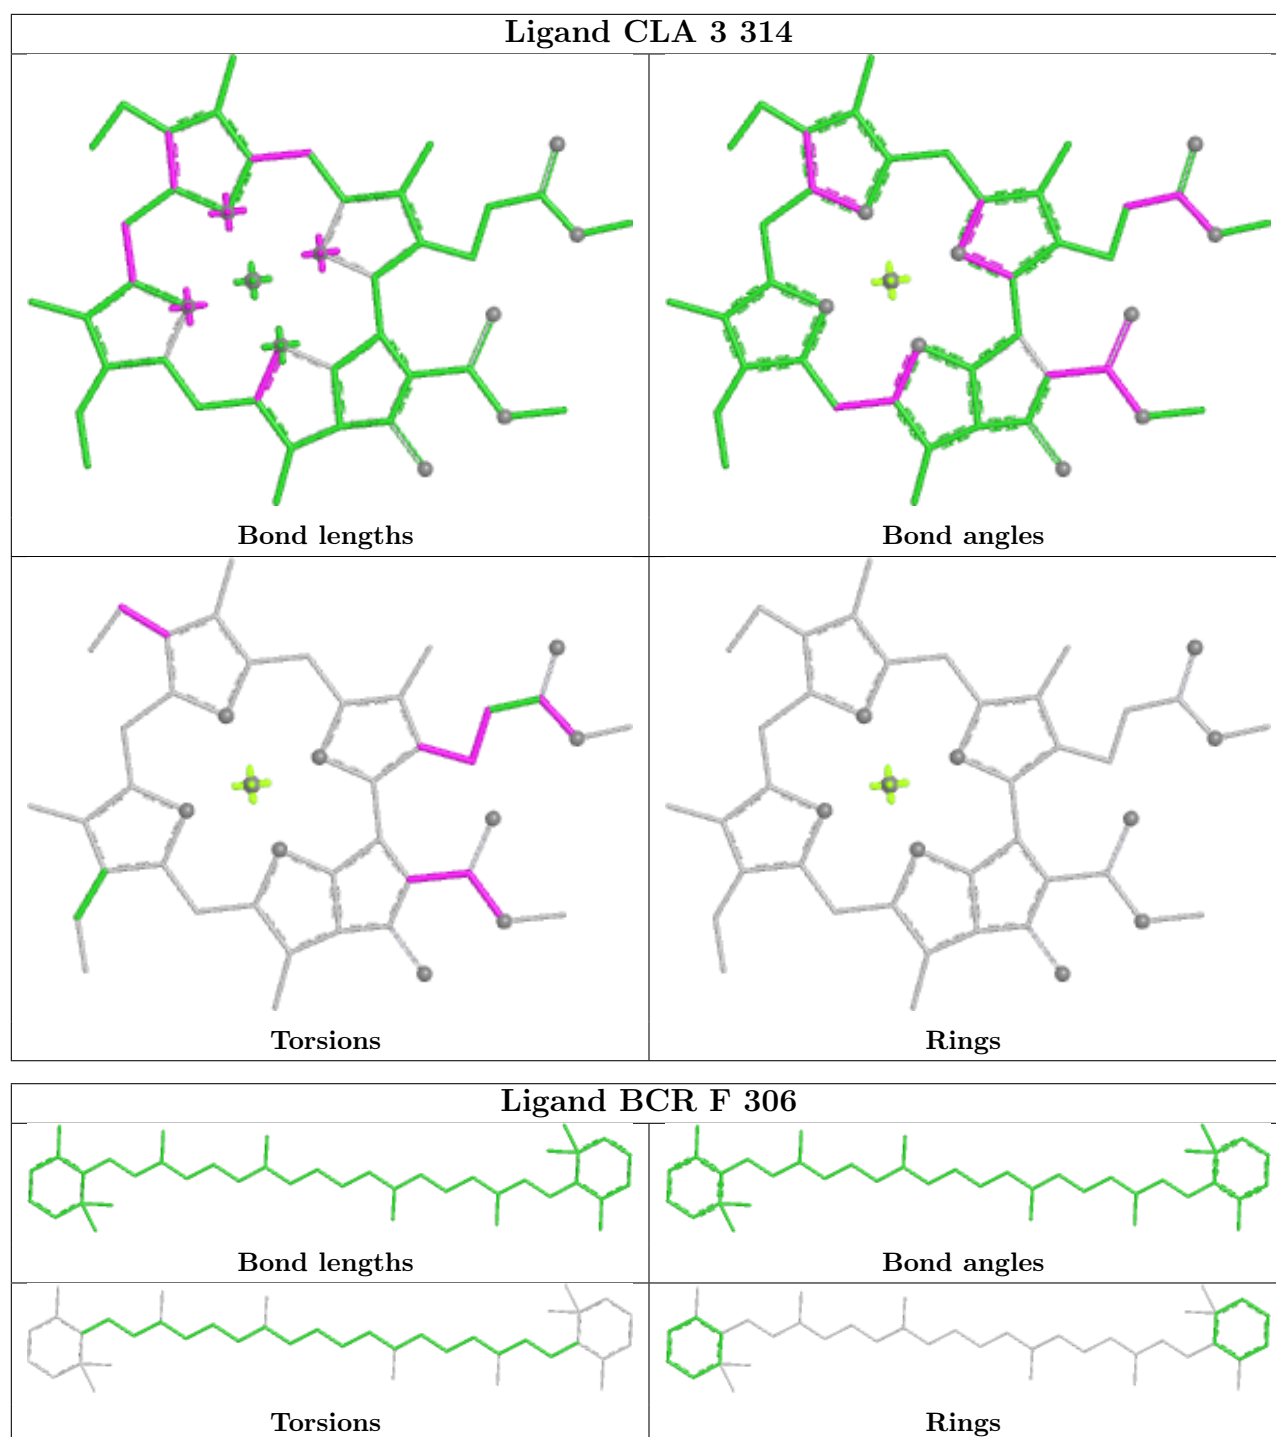 Ligand CLA 3 314
Bond lengths
Bond angles
Torsions
Rings
Ligand BCR F 306
Bond lengths
Bond angles
Torsions
Rings